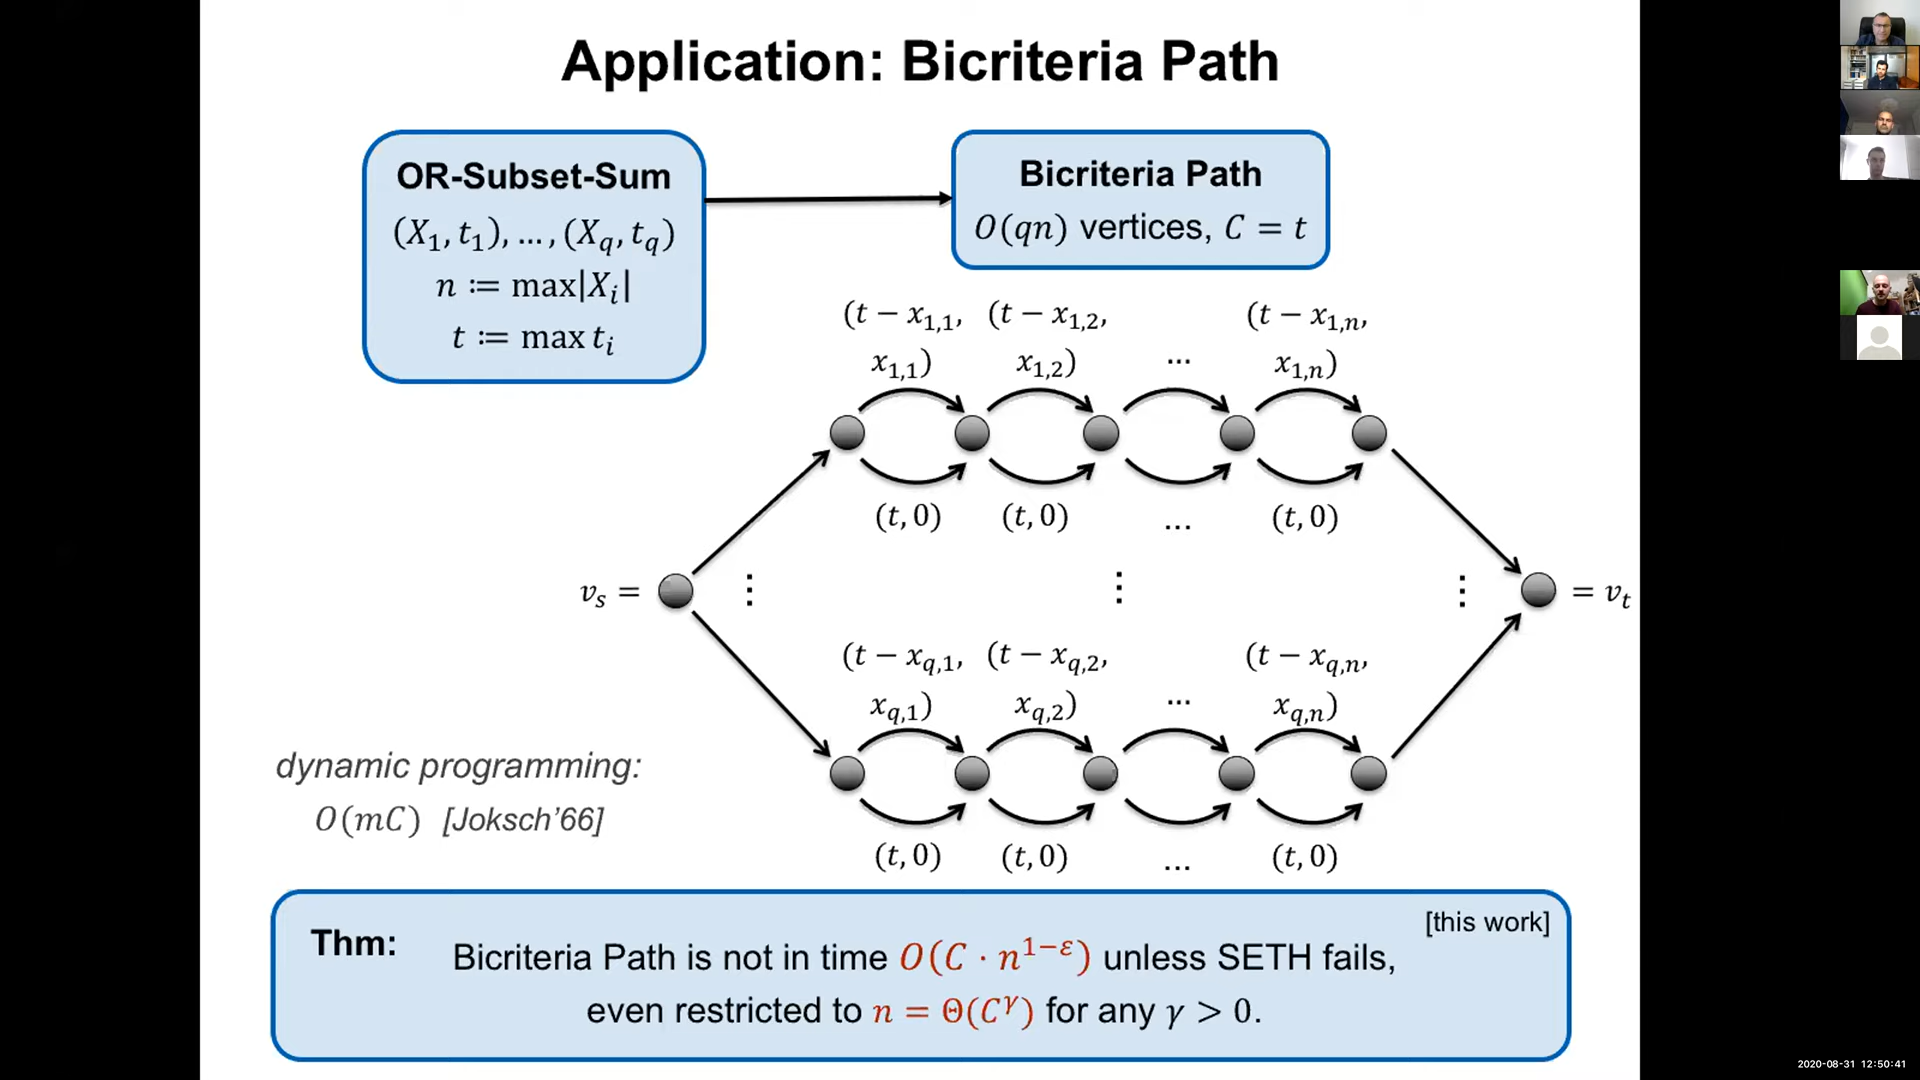 Application: Bicriteria Path
OR-Subset-Sum
(X₁, t₁), ..., (X_q, t_q)
n := max|X_i|
t := max t_i
Bicriteria Path
O(qn) vertices, C = t
(t − x_{1,1}, (t − x_{1,2}, (t − x_{1,n},
x_{1,1}) x_{1,2}) ... x_{1,n})
(t, 0) (t, 0) ... (t, 0)
v_s = ⋮ ⋮ ⋮ = v_t
(t − x_{q,1}, (t − x_{q,2}, (t − x_{q,n},
x_{q,1}) x_{q,2}) ... x_{q,n})
(t, 0) (t, 0) ... (t, 0)
dynamic programming:
O(mC) [Joksch'66]
[this work]
Thm: Bicriteria Path is not in time O(C · n^{1−ε}) unless SETH fails,
even restricted to n = Θ(C^γ) for any γ > 0.
2020-08-31 12:50:41